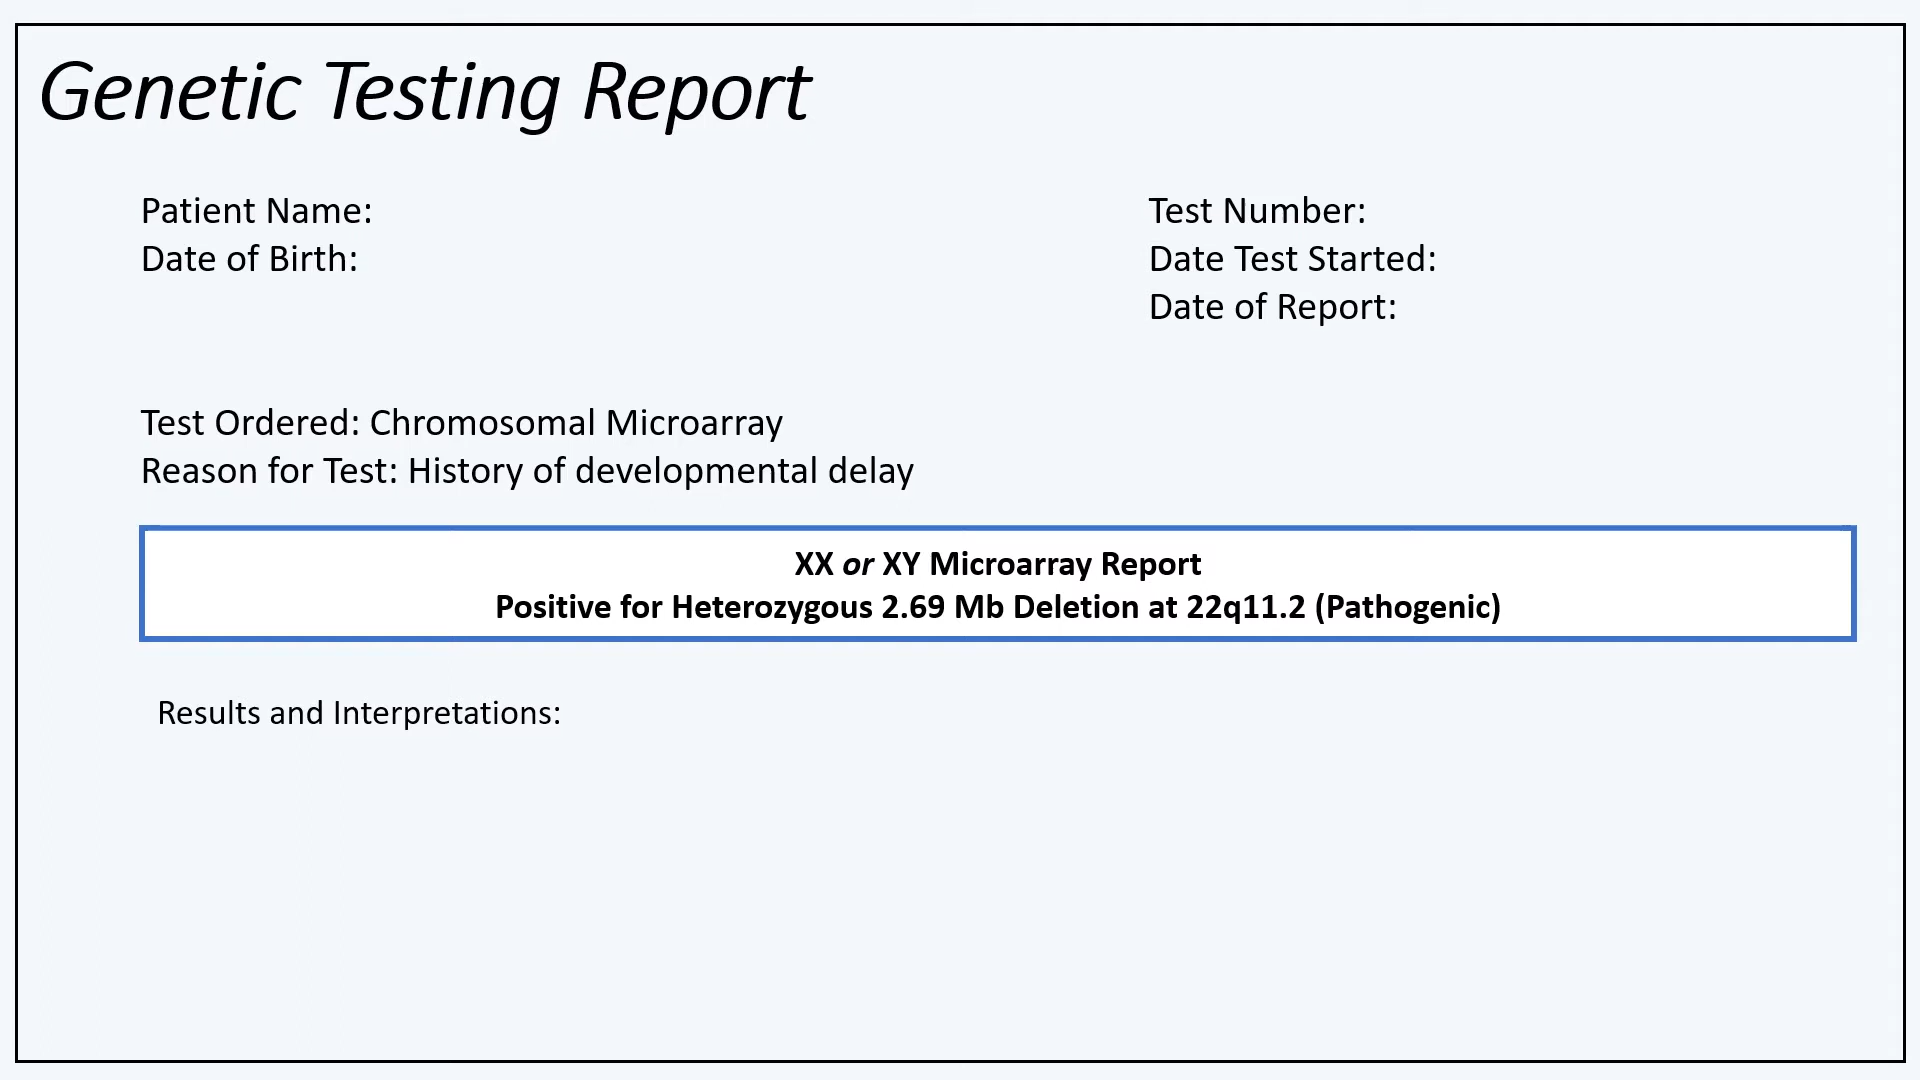 Genetic Testing Report
Patient Name:
Date of Birth:
Test Number:
Date Test Started:
Date of Report:
Test Ordered: Chromosomal Microarray
Reason for Test: History of developmental delay
XX or XY Microarray Report
Positive for Heterozygous 2.69 Mb Deletion at 22q11.2 (Pathogenic)
Results and Interpretations: